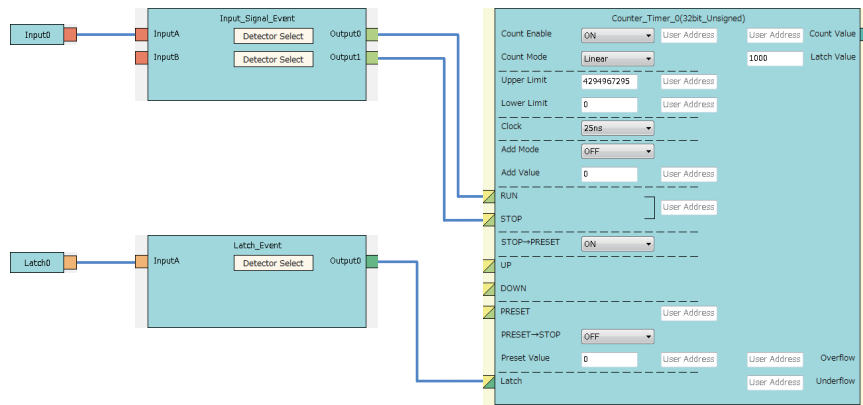 Input0
Input_Signal_Event
InputA Detector Select Output0
InputB Detector Select Output1
Latch0
Latch_Event
InputA Detector Select Output0
Counter_Timer_0(32bit_Unsigned)
Count Enable ON User Address User Address Count Value
Count Mode Linear 1000 Latch Value
Upper Limit 4294967295 User Address
Lower Limit 0 User Address
Clock 25ns
Add Mode OFF
Add Value 0 User Address
RUN
User Address
STOP
STOP→PRESET ON
UP
DOWN
PRESET User Address
PRESET→STOP OFF
Preset Value 0 User Address User Address Overflow
Latch User Address Underflow